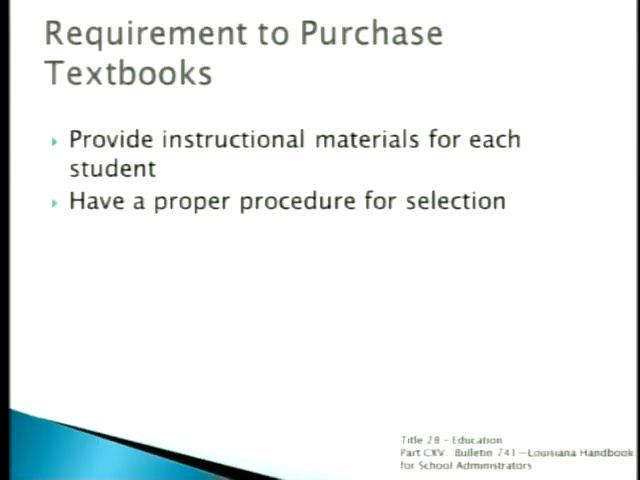 Requirement to Purchase
Textbooks
Provide instructional materials for each
student
Have a proper procedure for selection
Title 28 - Education
Part CXV. Bulletin 741—Louisiana Handbook
for School Administrators